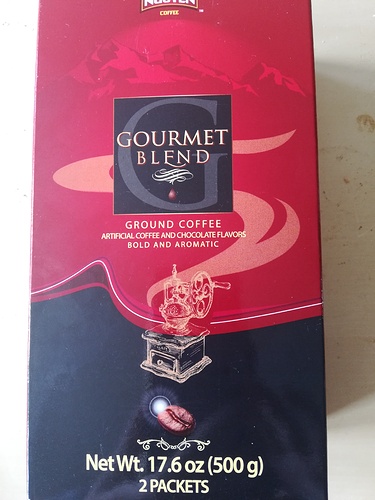 COFFEE
G
GOURMET
BLEND
GROUND COFFEE
ARTIFICIAL COFFEE AND CHOCOLATE FLAVORS
BOLD AND AROMATIC
Net Wt. 17.6 oz (500 g)
2 PACKETS